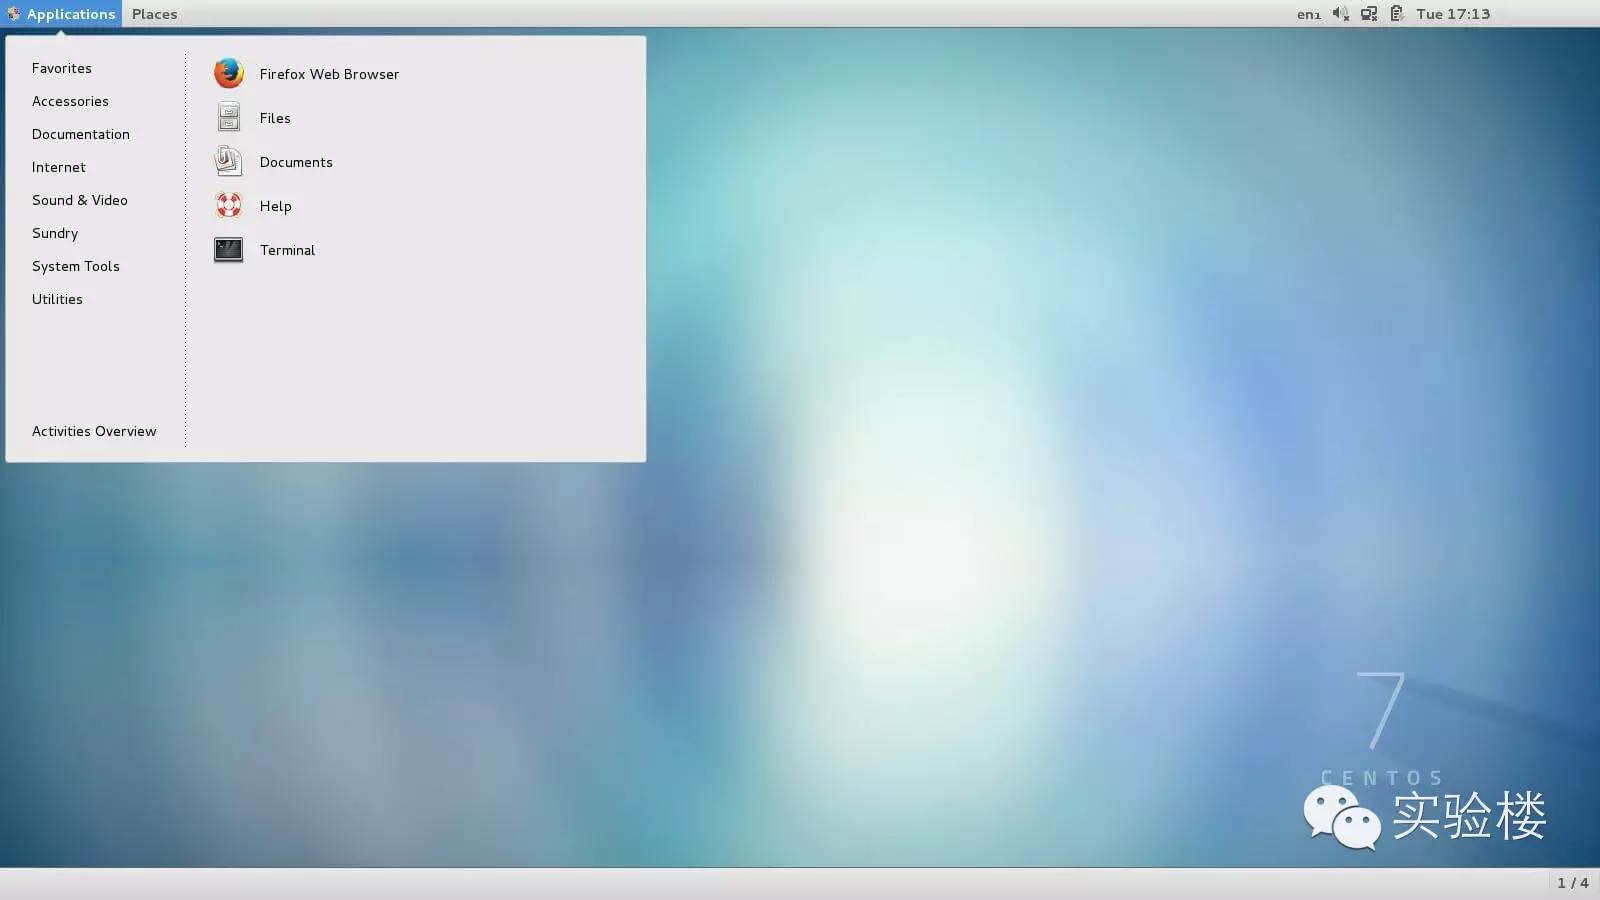 Applications Places en₁ Tue 17:13
Favorites
Accessories
Documentation
Internet
Sound & Video
Sundry
System Tools
Utilities
Activities Overview
Firefox Web Browser
Files
Documents
Help
Terminal
7
CENTOS
实验楼
1 / 4